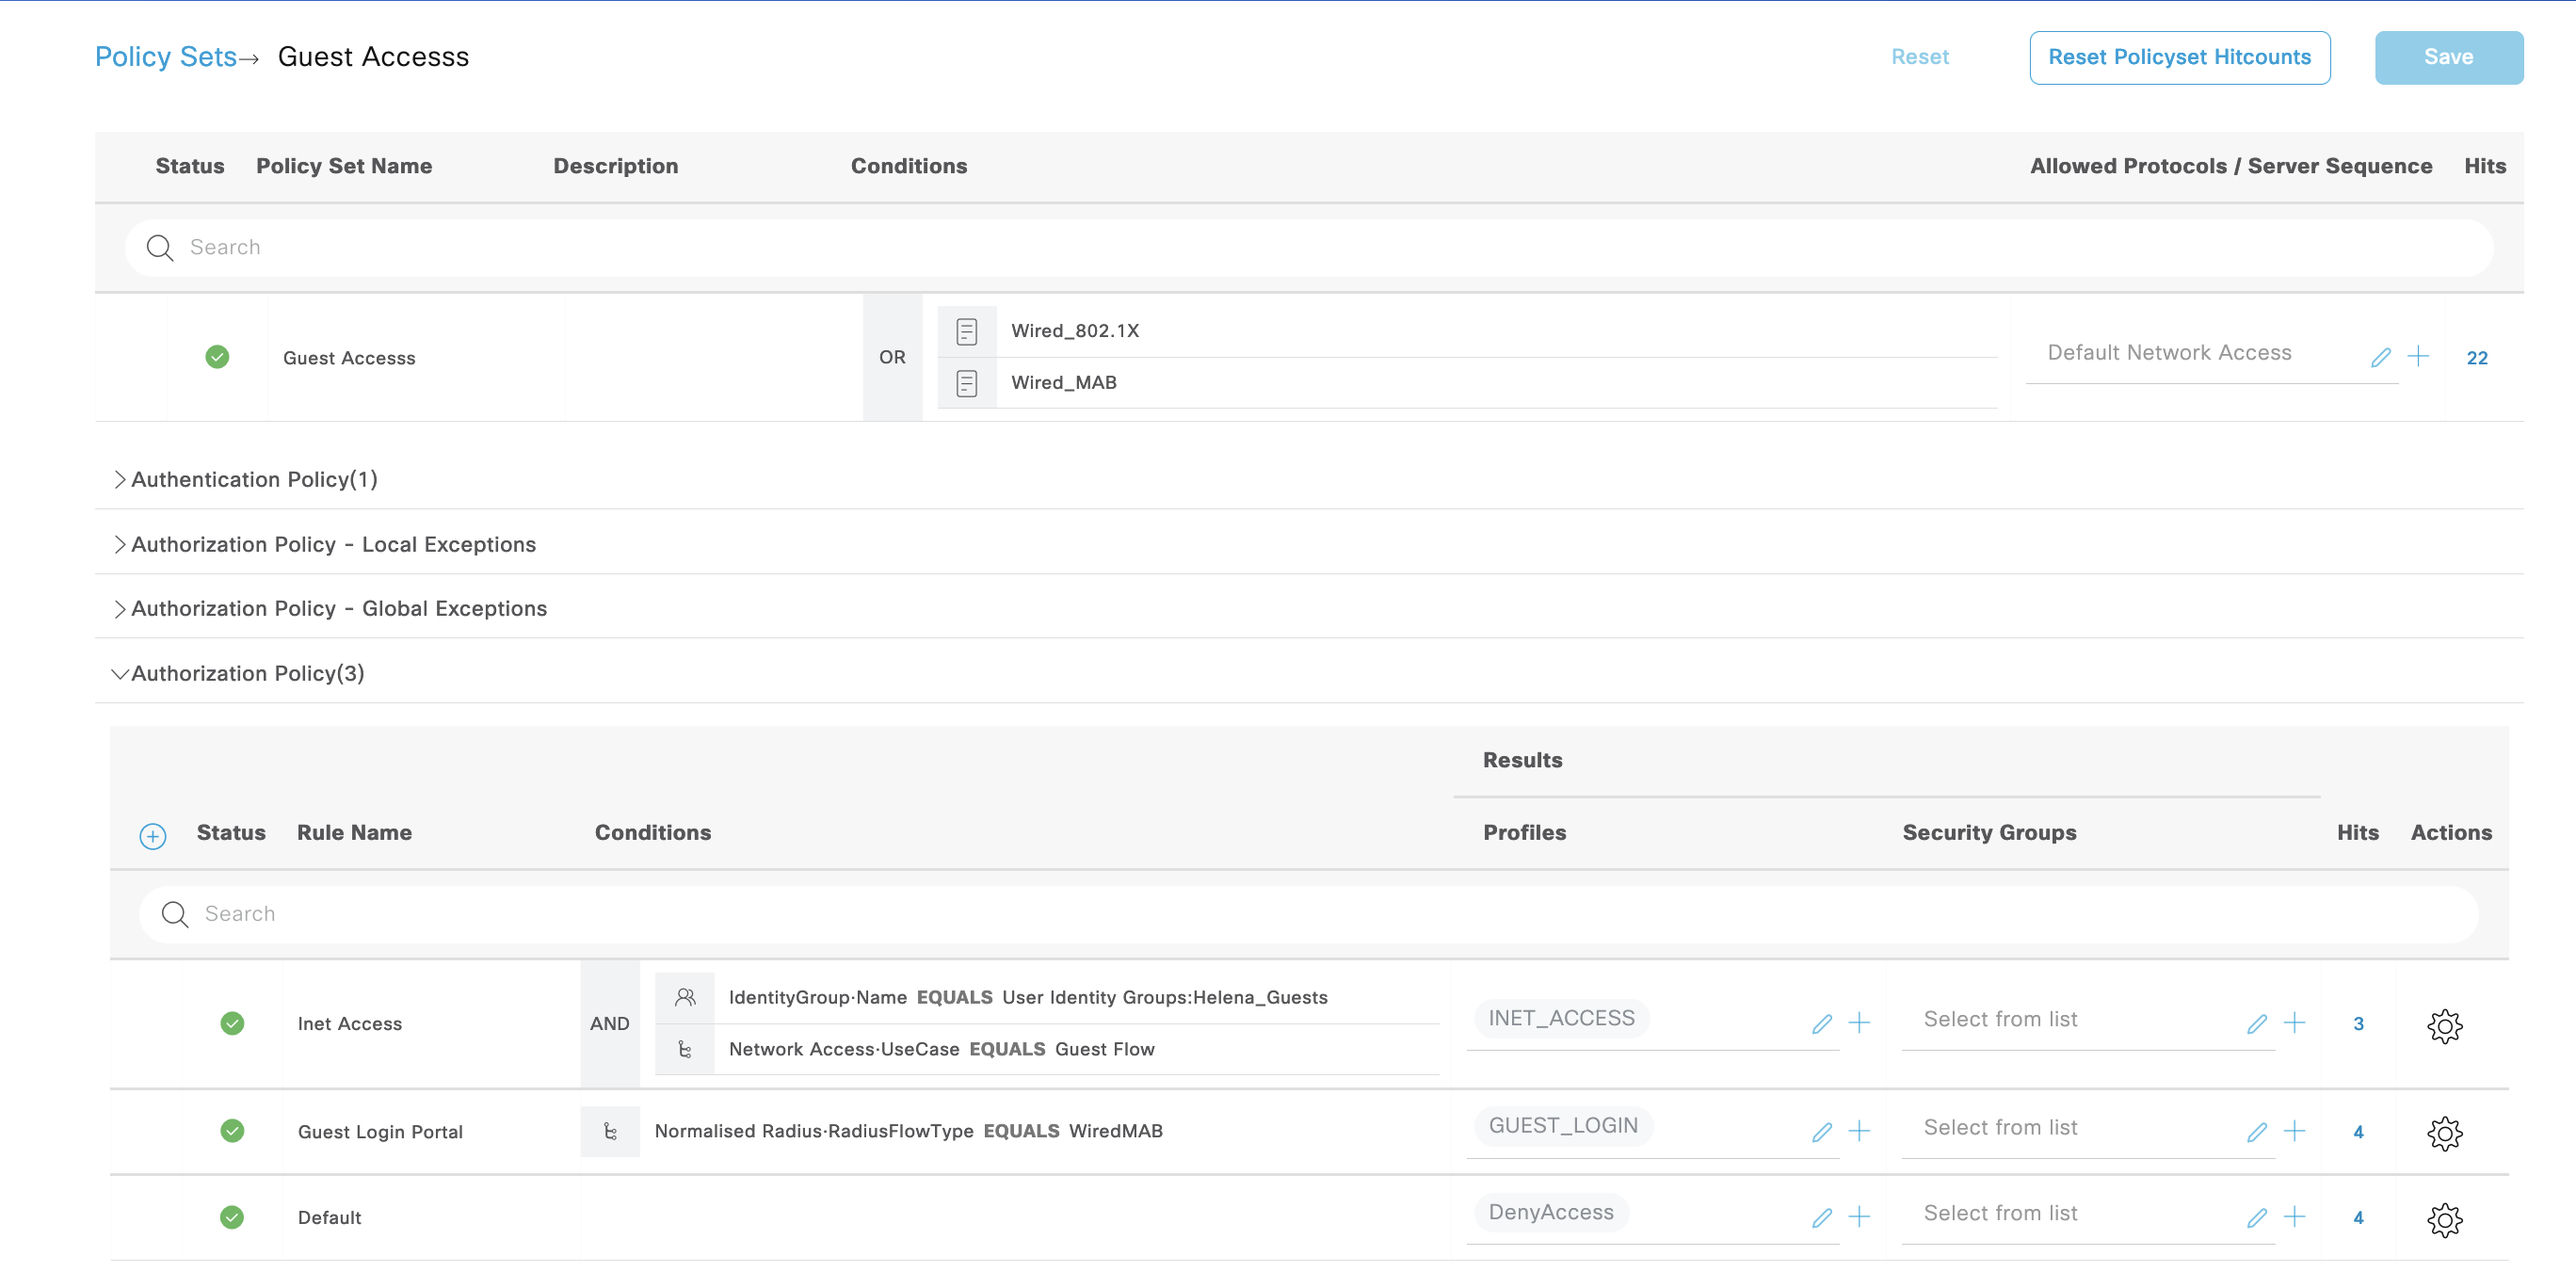 Policy Sets→ Guest Accesss
Reset
Reset Policyset Hitcounts
Save
Status Policy Set Name Description Conditions Allowed Protocols / Server Sequence Hits
Search
Guest Accesss
OR
Wired_802.1X
Wired_MAB
Default Network Access
22
Authentication Policy(1)
Authorization Policy - Local Exceptions
Authorization Policy - Global Exceptions
Authorization Policy(3)
Results
Status Rule Name Conditions Profiles Security Groups Hits Actions
Search
Inet Access
AND
IdentityGroup·Name EQUALS User Identity Groups:Helena_Guests
Network Access·UseCase EQUALS Guest Flow
INET_ACCESS
Select from list
3
Guest Login Portal
Normalised Radius·RadiusFlowType EQUALS WiredMAB
GUEST_LOGIN
Select from list
4
Default
DenyAccess
Select from list
4